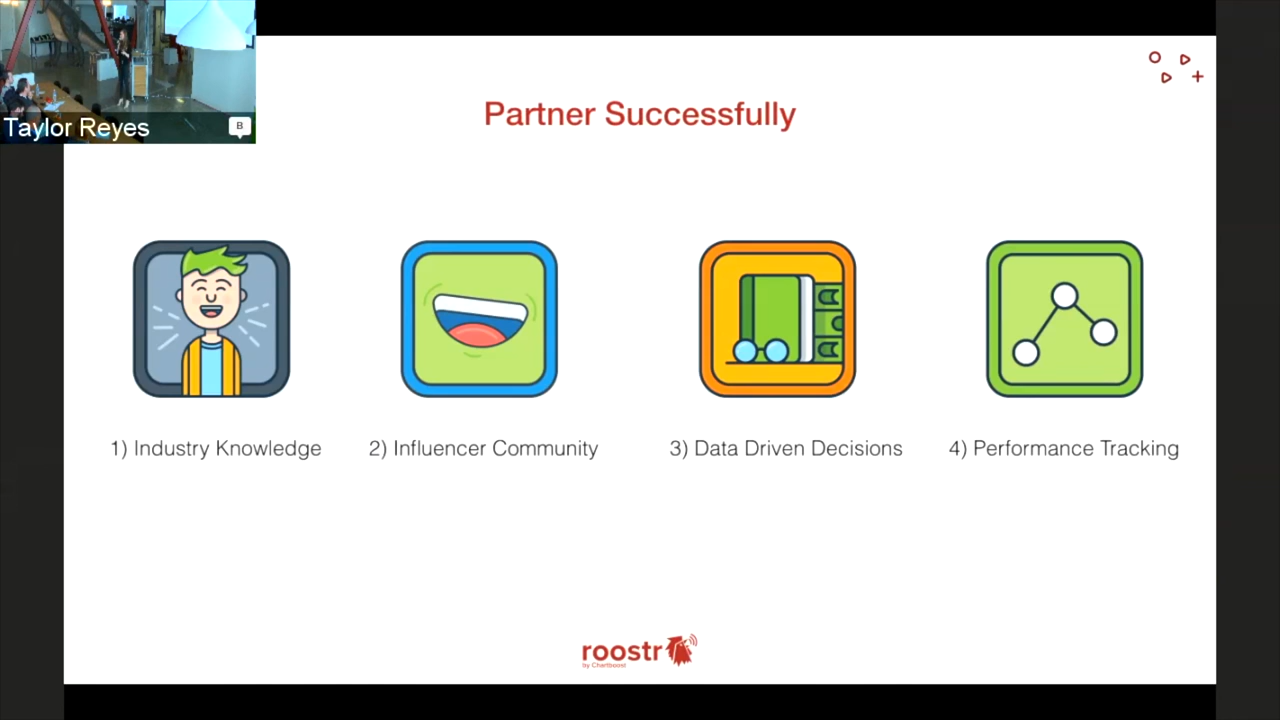 Taylor Reyes
B
Partner Successfully
1) Industry Knowledge
2) Influencer Community
3) Data Driven Decisions
4) Performance Tracking
roostr
by Chartboost